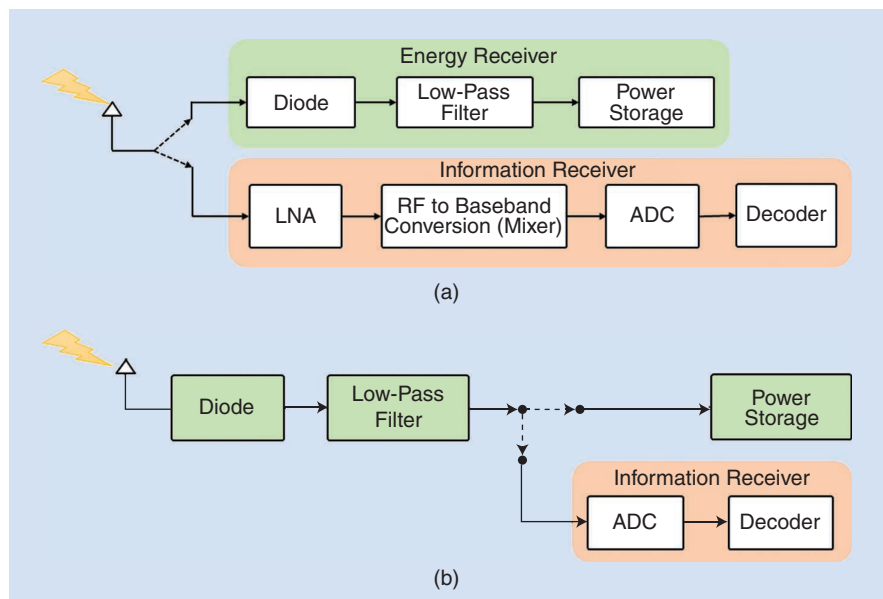 Energy Receiver
Diode
Low-Pass
Filter
Power
Storage
Information Receiver
LNA
RF to Baseband
Conversion (Mixer)
ADC
Decoder
(a)
Diode
Low-Pass
Filter
Power
Storage
Information Receiver
ADC
Decoder
(b)